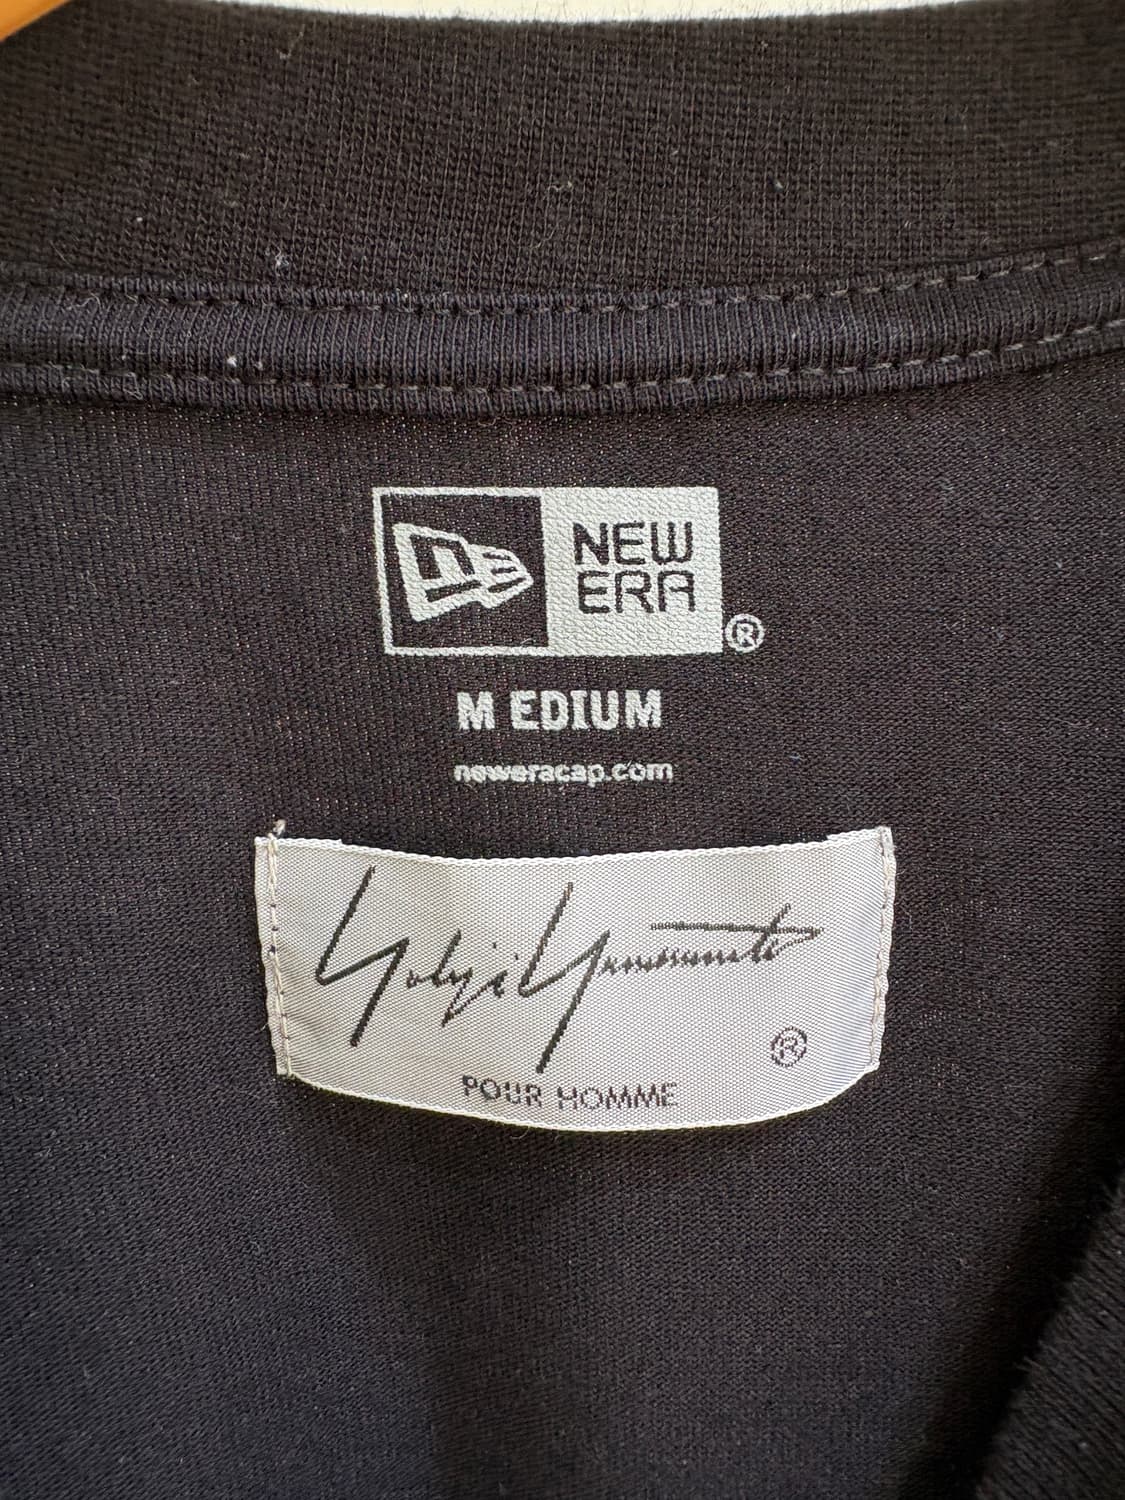 NEW
ERA
®
M EDIUM
neweracap.com
Yohji Yamamoto
®
POUR HOMME